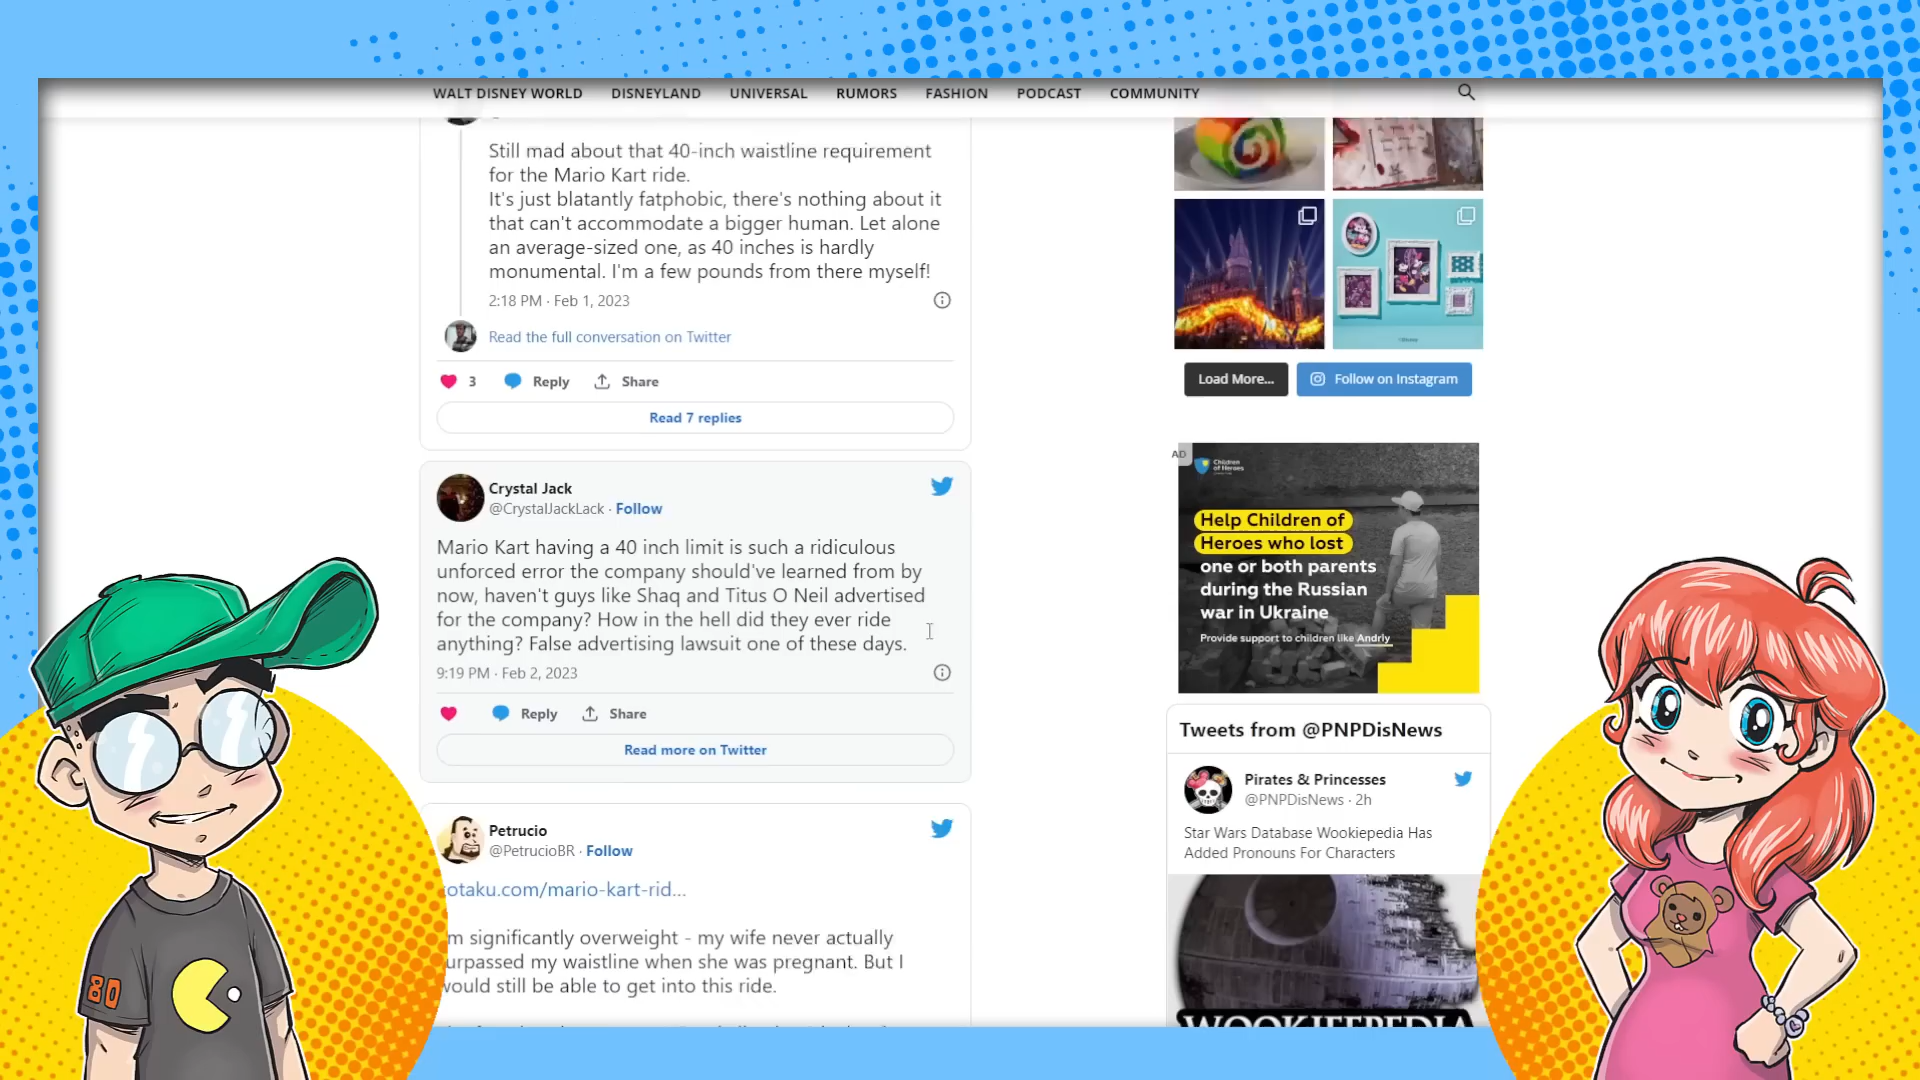 WALT DISNEY WORLD DISNEYLAND UNIVERSAL RUMORS FASHION PODCAST COMMUNITY
Still mad about that 40-inch waistline requirement
for the Mario Kart ride.
It's just blatantly fatphobic, there's nothing about it
that can't accommodate a bigger human. Let alone
an average-sized one, as 40 inches is hardly
monumental. I'm a few pounds from there myself!
2:18 PM · Feb 1, 2023
Read the full conversation on Twitter
3 Reply Share
Read 7 replies
Crystal Jack
@CrystalJackLack · Follow
Mario Kart having a 40 inch limit is such a ridiculous
unforced error the company should've learned from by
now, haven't guys like Shaq and Titus O Neil advertised
for the company? How in the hell did they ever ride
anything? False advertising lawsuit one of these days.
9:19 PM · Feb 2, 2023
Reply Share
Read more on Twitter
Petrucio
@PetrucioBR · Follow
otaku.com/mario-kart-rid...
m significantly overweight - my wife never actually
urpassed my waistline when she was pregnant. But I
would still be able to get into this ride.
Load More... Follow on Instagram
AD
Children
of Heroes
Help Children of
Heroes who lost
one or both parents
during the Russian
war in Ukraine
Provide support to children like Andriy
Tweets from @PNPDisNews
Pirates & Princesses
@PNPDisNews · 2h
Star Wars Database Wookiepedia Has
Added Pronouns For Characters
WOOKIEEPEDIA
80